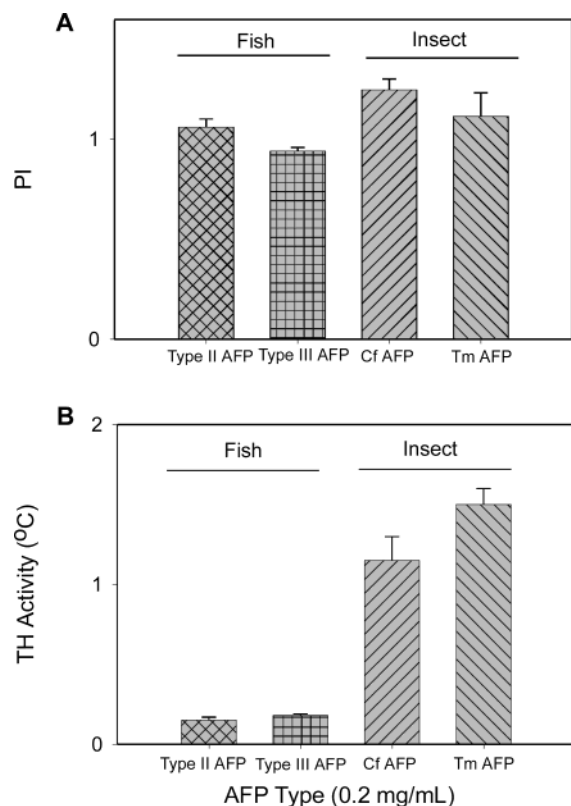 A
Fish Insect
PI
1
0
Type II AFP Type III AFP Cf AFP Tm AFP
B
Fish Insect
TH Activity (⁰C)
2
1
0
Type II AFP Type III AFP Cf AFP Tm AFP
AFP Type (0.2 mg/mL)